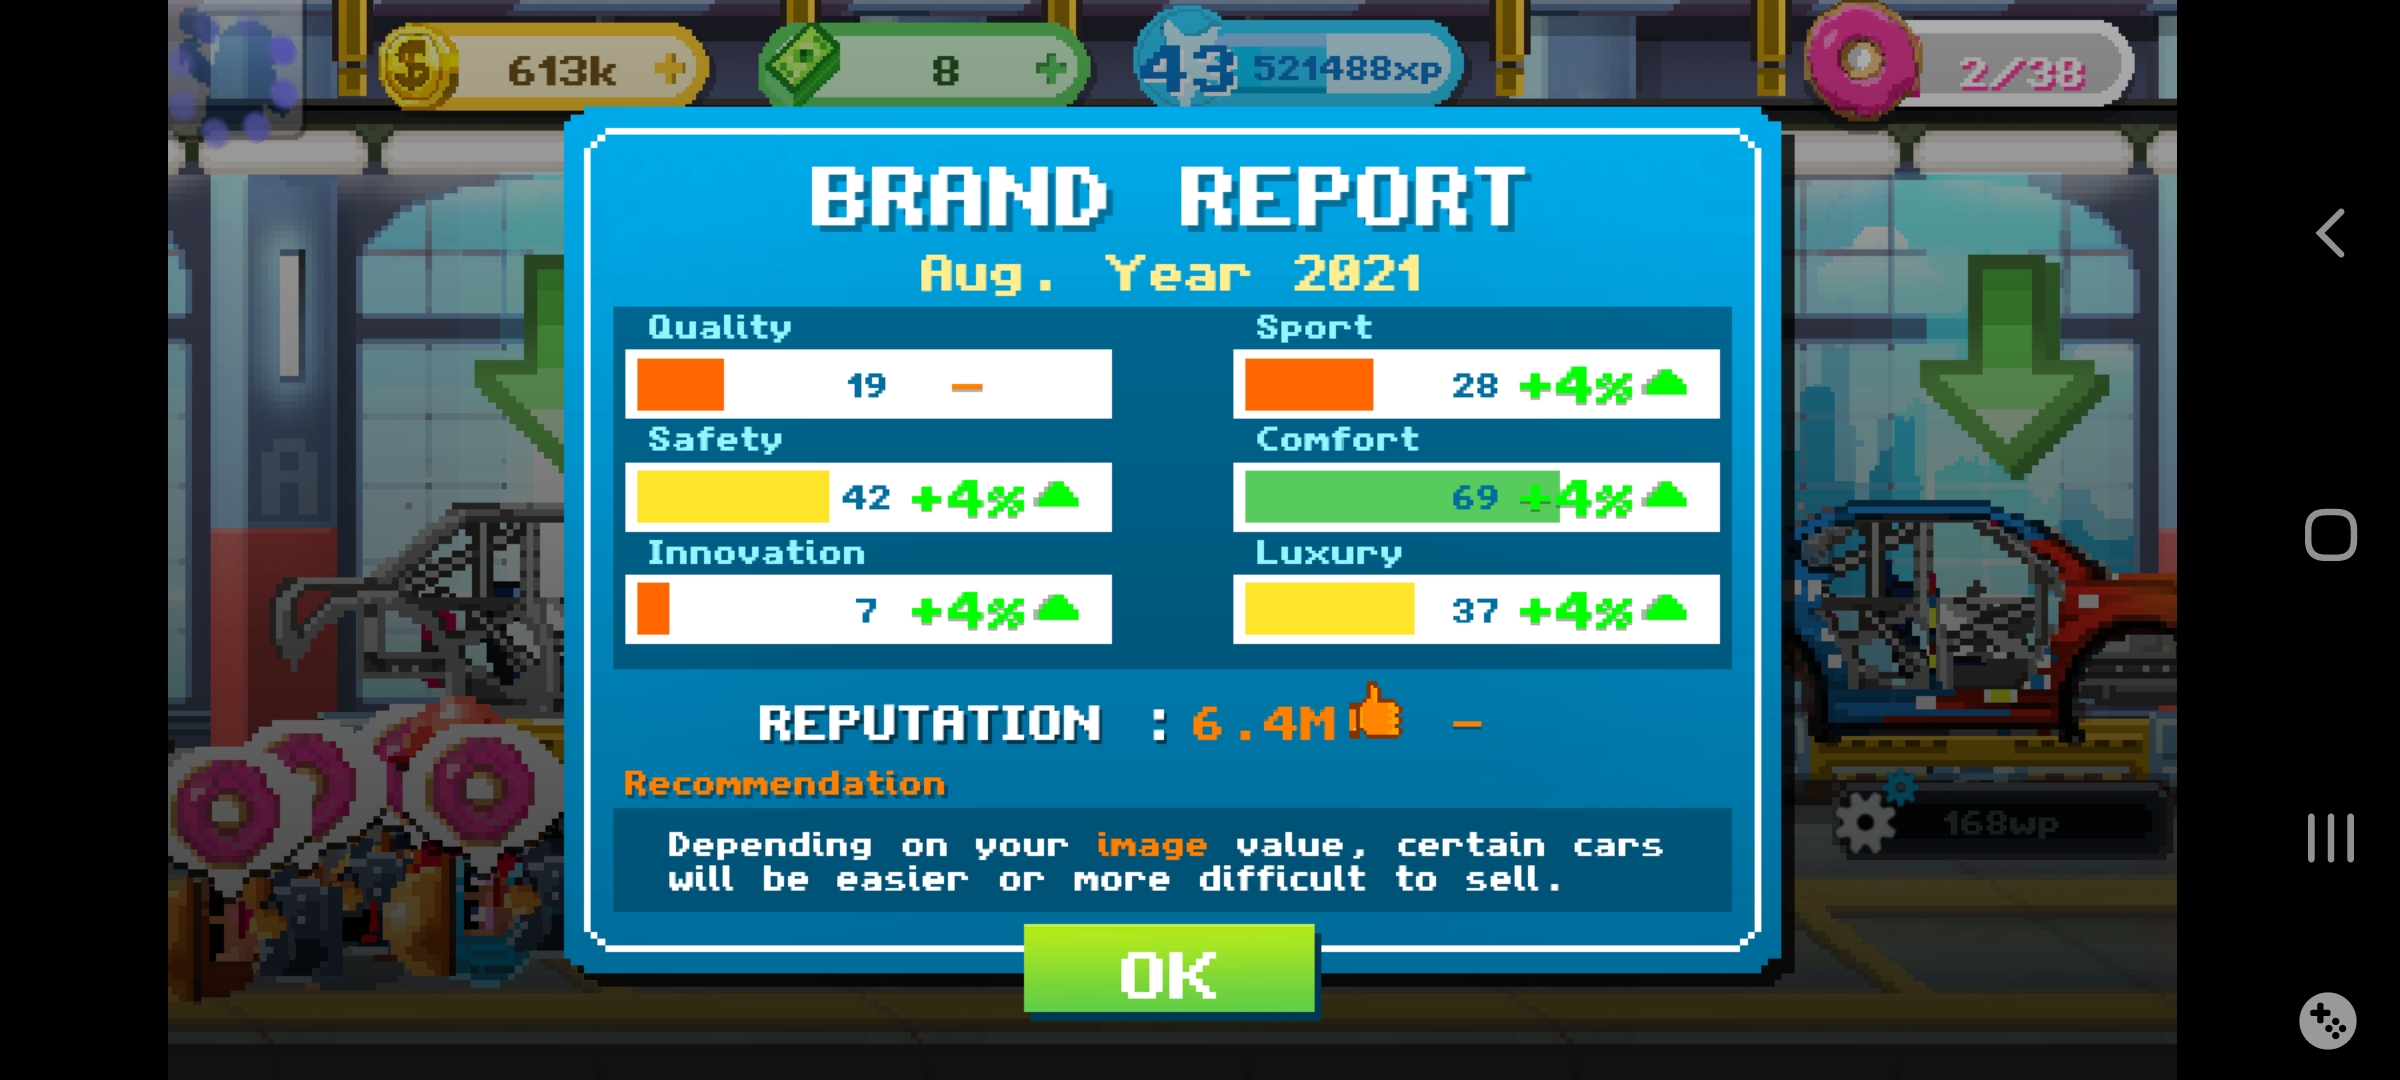 613k +
8 +
43 521488xp
2/38
BRAND REPORT
Aug. Year 2021
Quality
19 –
Sport
28 +4%
Safety
42 +4%
Comfort
69 +4%
Innovation
7 +4%
Luxury
37 +4%
REPUTATION : 6.4M –
Recommendation
Depending on your image value, certain cars
will be easier or more difficult to sell.
OK
A
168wp